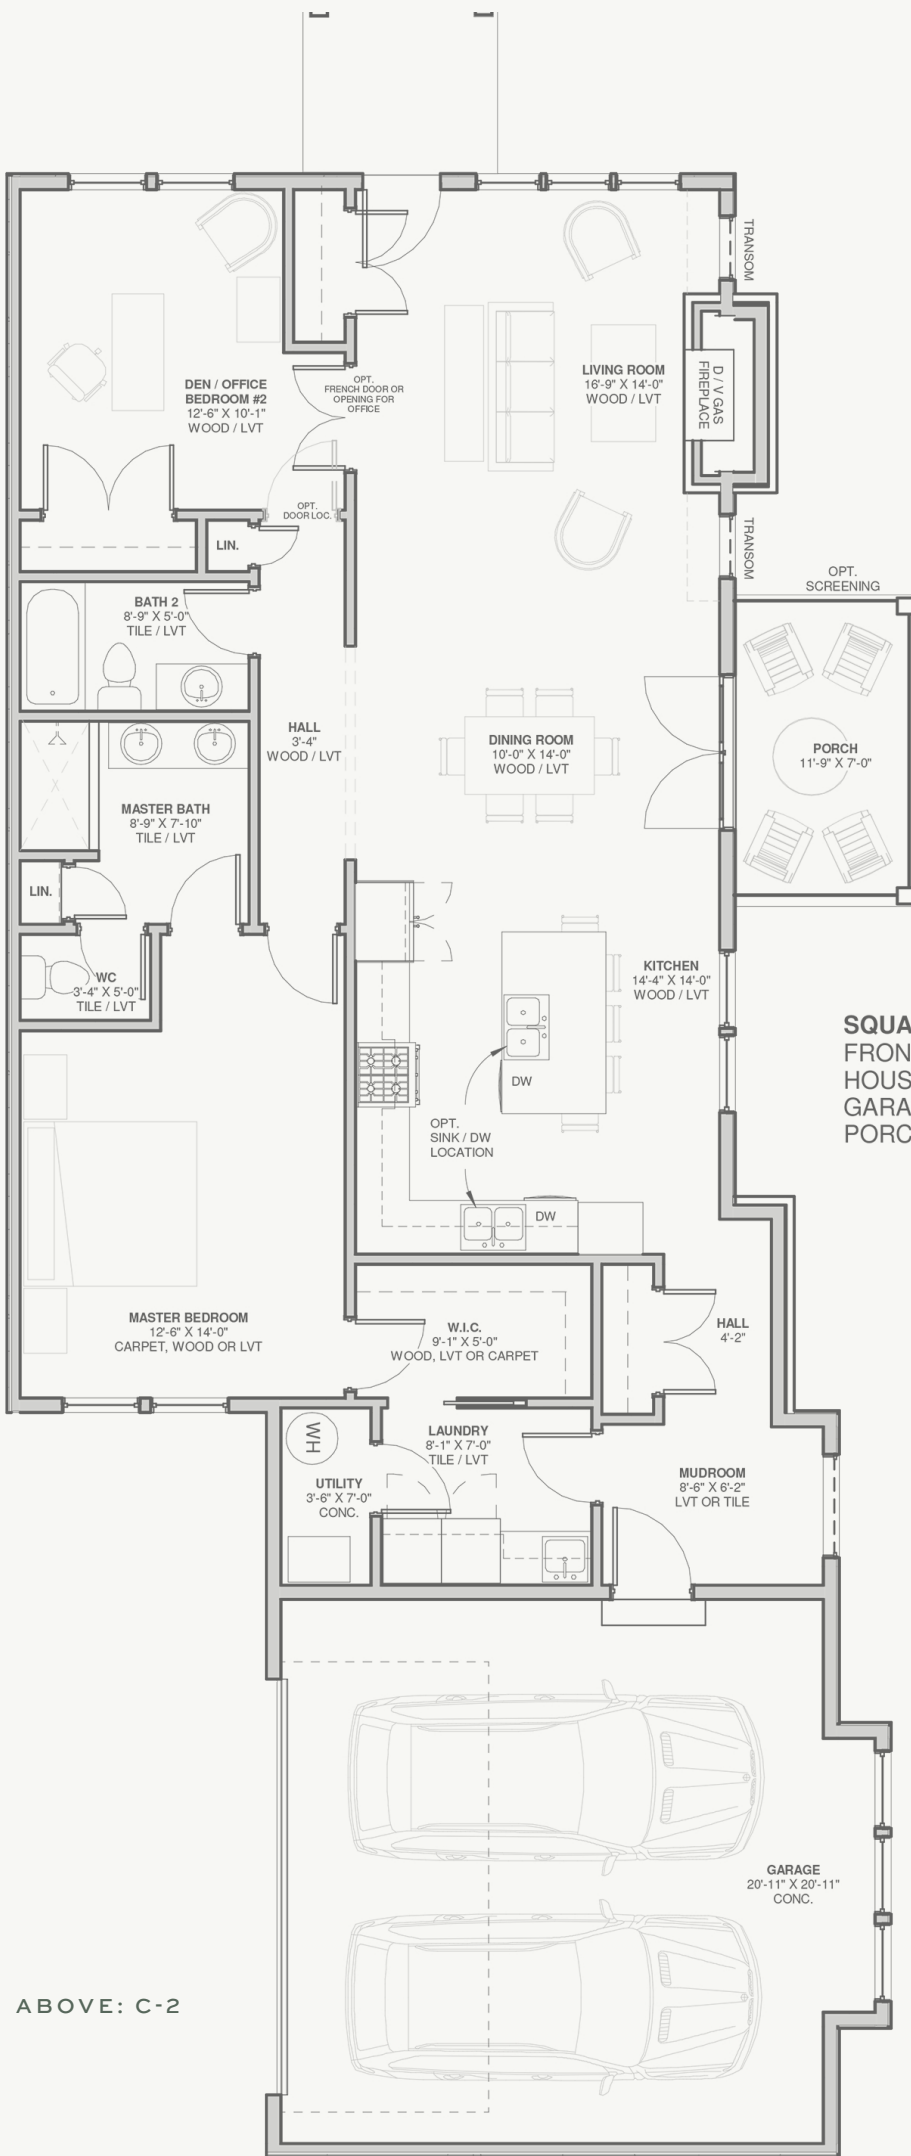 TRANSOM
DEN / OFFICE
BEDROOM #2
12'-6" X 10'-1"
WOOD / LVT
OPT.
FRENCH DOOR OR
OPENING FOR
OFFICE
LIVING ROOM
16'-9" X 14'-0"
WOOD / LVT
D / V GAS
FIREPLACE
OPT.
DOOR LOC.
LIN.
TRANSOM
OPT.
SCREENING
BATH 2
8'-9" X 5'-0"
TILE / LVT
HALL
3'-4"
WOOD / LVT
DINING ROOM
10'-0" X 14'-0"
WOOD / LVT
PORCH
11'-9" X 7'-0"
MASTER BATH
8'-9" X 7'-10"
TILE / LVT
LIN.
WC
3'-4" X 5'-0"
TILE / LVT
KITCHEN
14'-4" X 14'-0"
WOOD / LVT
SQUA
FRON
HOUS
GARA
PORC
DW
OPT.
SINK / DW
LOCATION
DW
MASTER BEDROOM
12'-6" X 14'-0"
CARPET, WOOD OR LVT
W.I.C.
9'-1" X 5'-0"
WOOD, LVT OR CARPET
HALL
4'-2"
WH
LAUNDRY
8'-1" X 7'-0"
TILE / LVT
UTILITY
3'-6" X 7'-0"
CONC.
MUDROOM
8'-6" X 6'-2"
LVT OR TILE
GARAGE
20'-11" X 20'-11"
CONC.
ABOVE: C-2